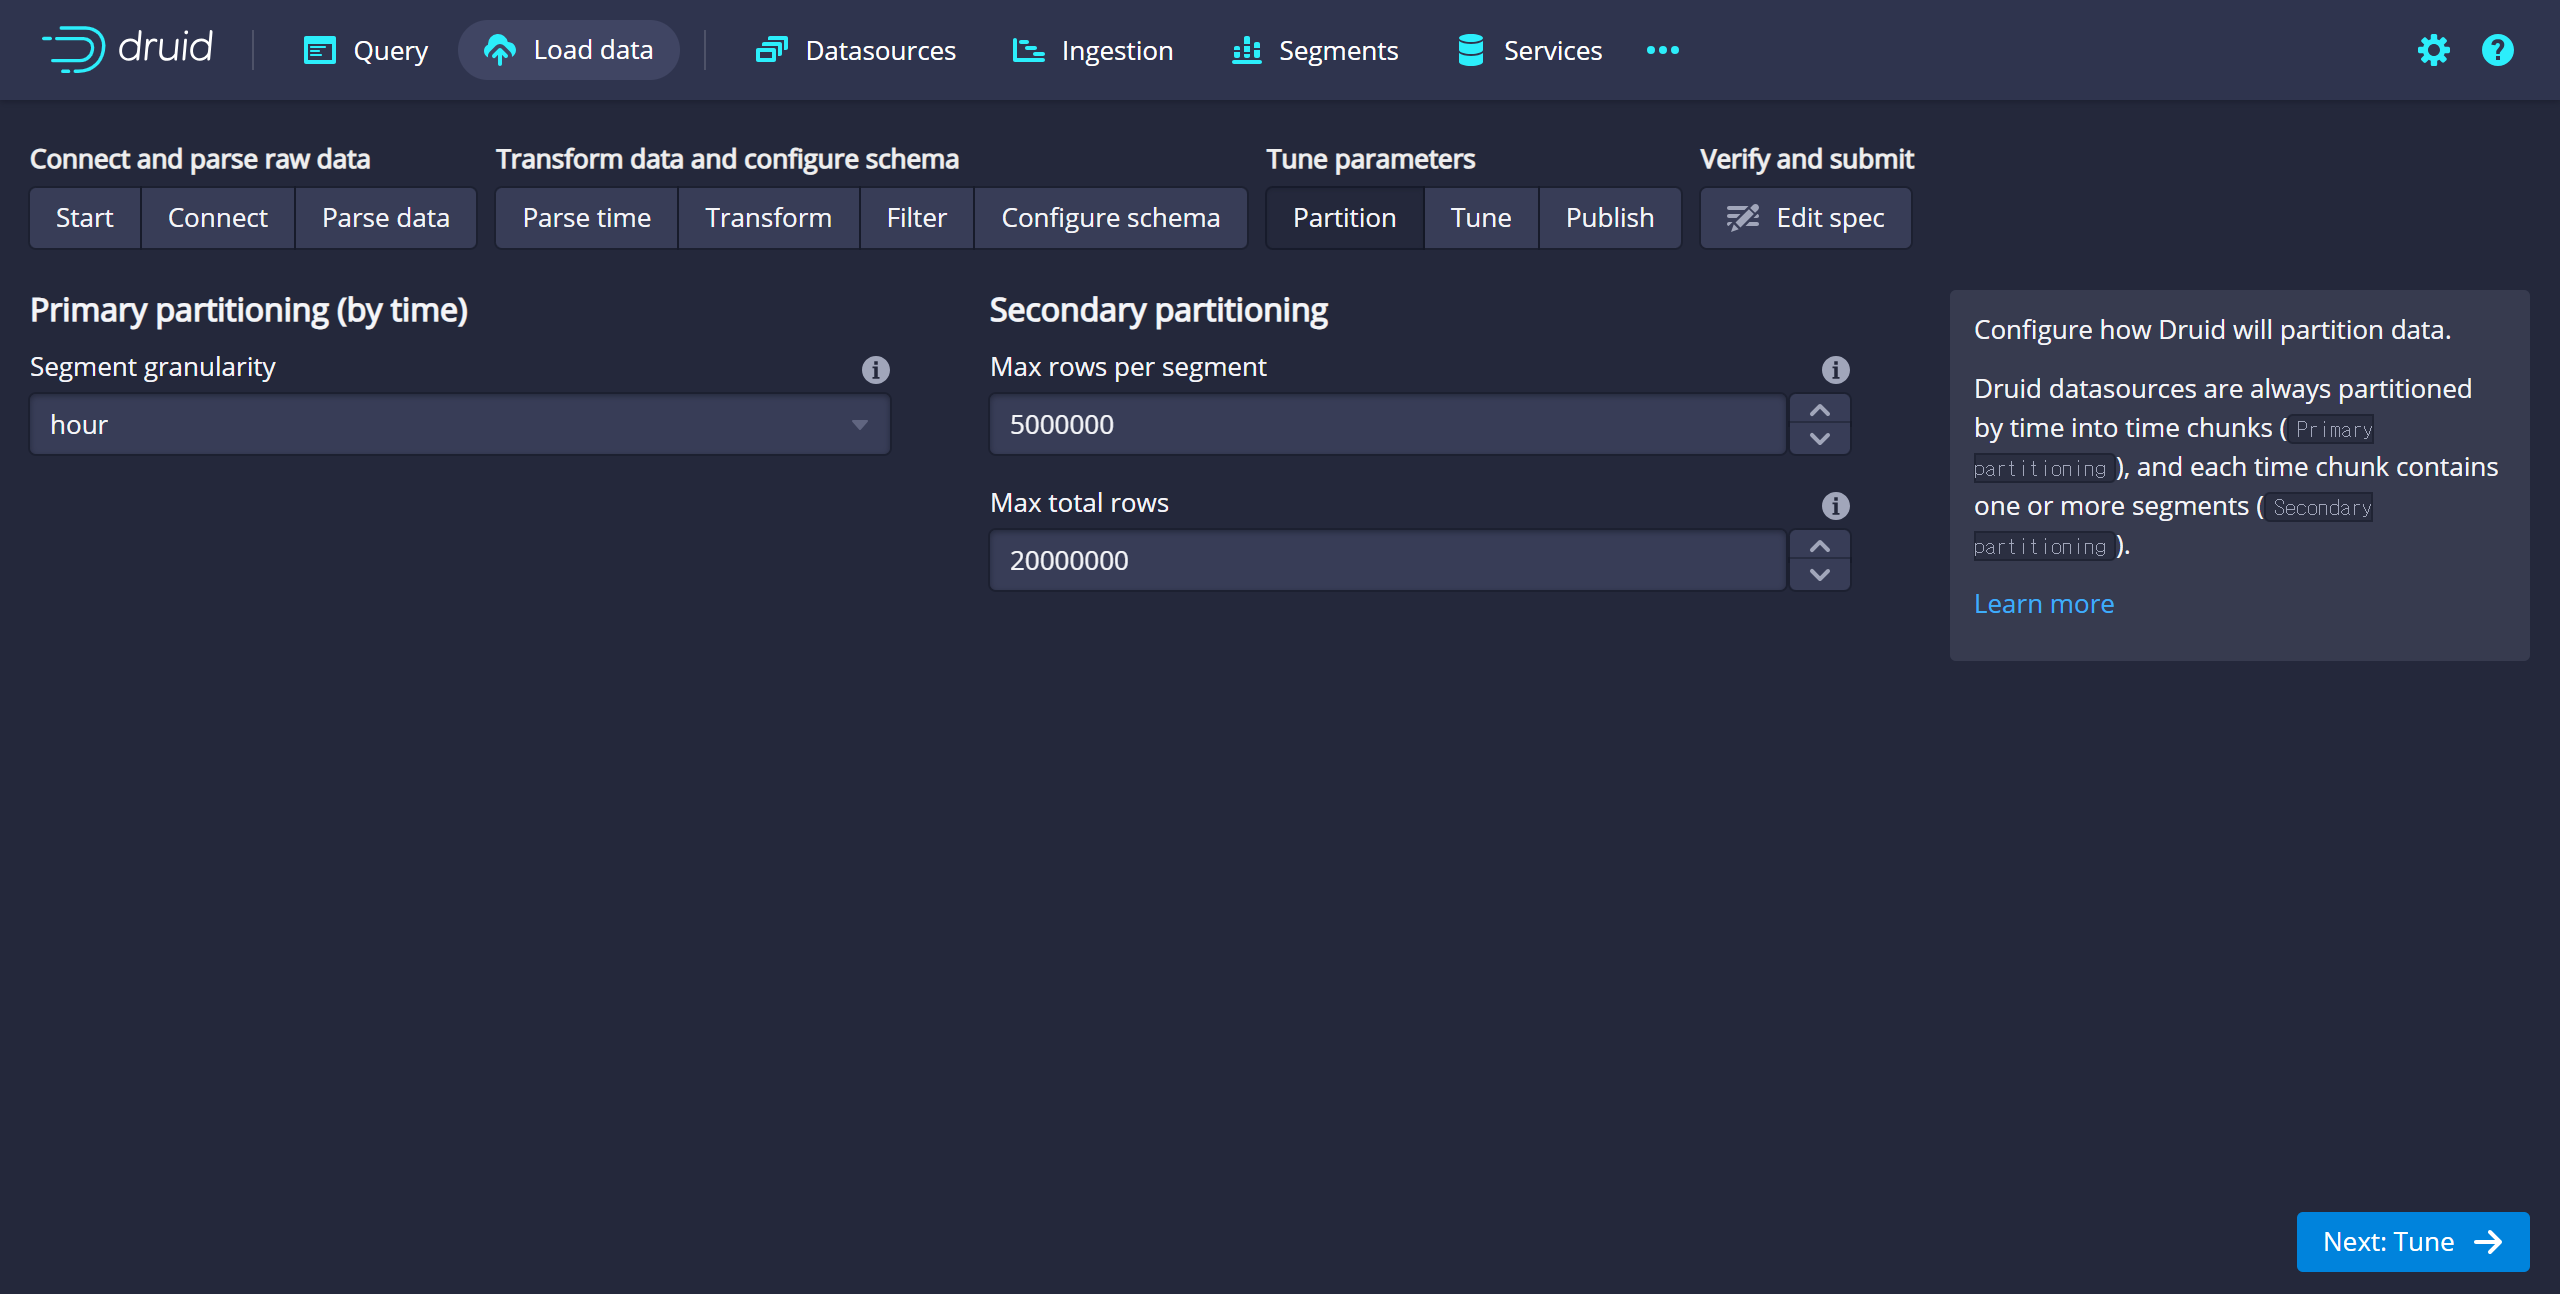 druid
Query
Load data
Datasources
Ingestion
Segments
Services
Connect and parse raw data
Transform data and configure schema
Tune parameters
Verify and submit
Start
Connect
Parse data
Parse time
Transform
Filter
Configure schema
Partition
Tune
Publish
Edit spec
Primary partitioning (by time)
Segment granularity
hour
Secondary partitioning
Max rows per segment
5000000
Max total rows
20000000
Configure how Druid will partition data.
Druid datasources are always partitioned
by time into time chunks (Primary
partitioning), and each time chunk contains
one or more segments (Secondary
partitioning).
Learn more
Next: Tune